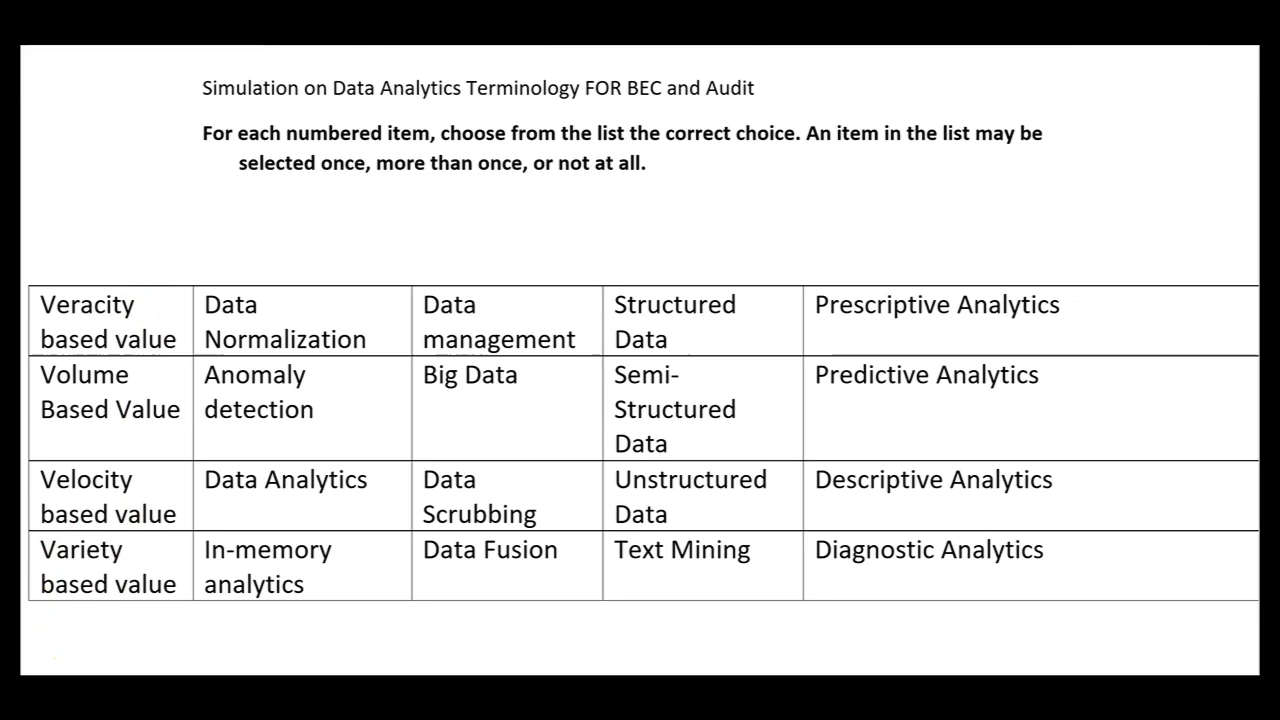 Simulation on Data Analytics Terminology FOR BEC and Audit
For each numbered item, choose from the list the correct choice. An item in the list may be
selected once, more than once, or not at all.
Veracity based value | Data Normalization | Data management | Structured Data | Prescriptive Analytics
Volume Based Value | Anomaly detection | Big Data | Semi-Structured Data | Predictive Analytics
Velocity based value | Data Analytics | Data Scrubbing | Unstructured Data | Descriptive Analytics
Variety based value | In-memory analytics | Data Fusion | Text Mining | Diagnostic Analytics